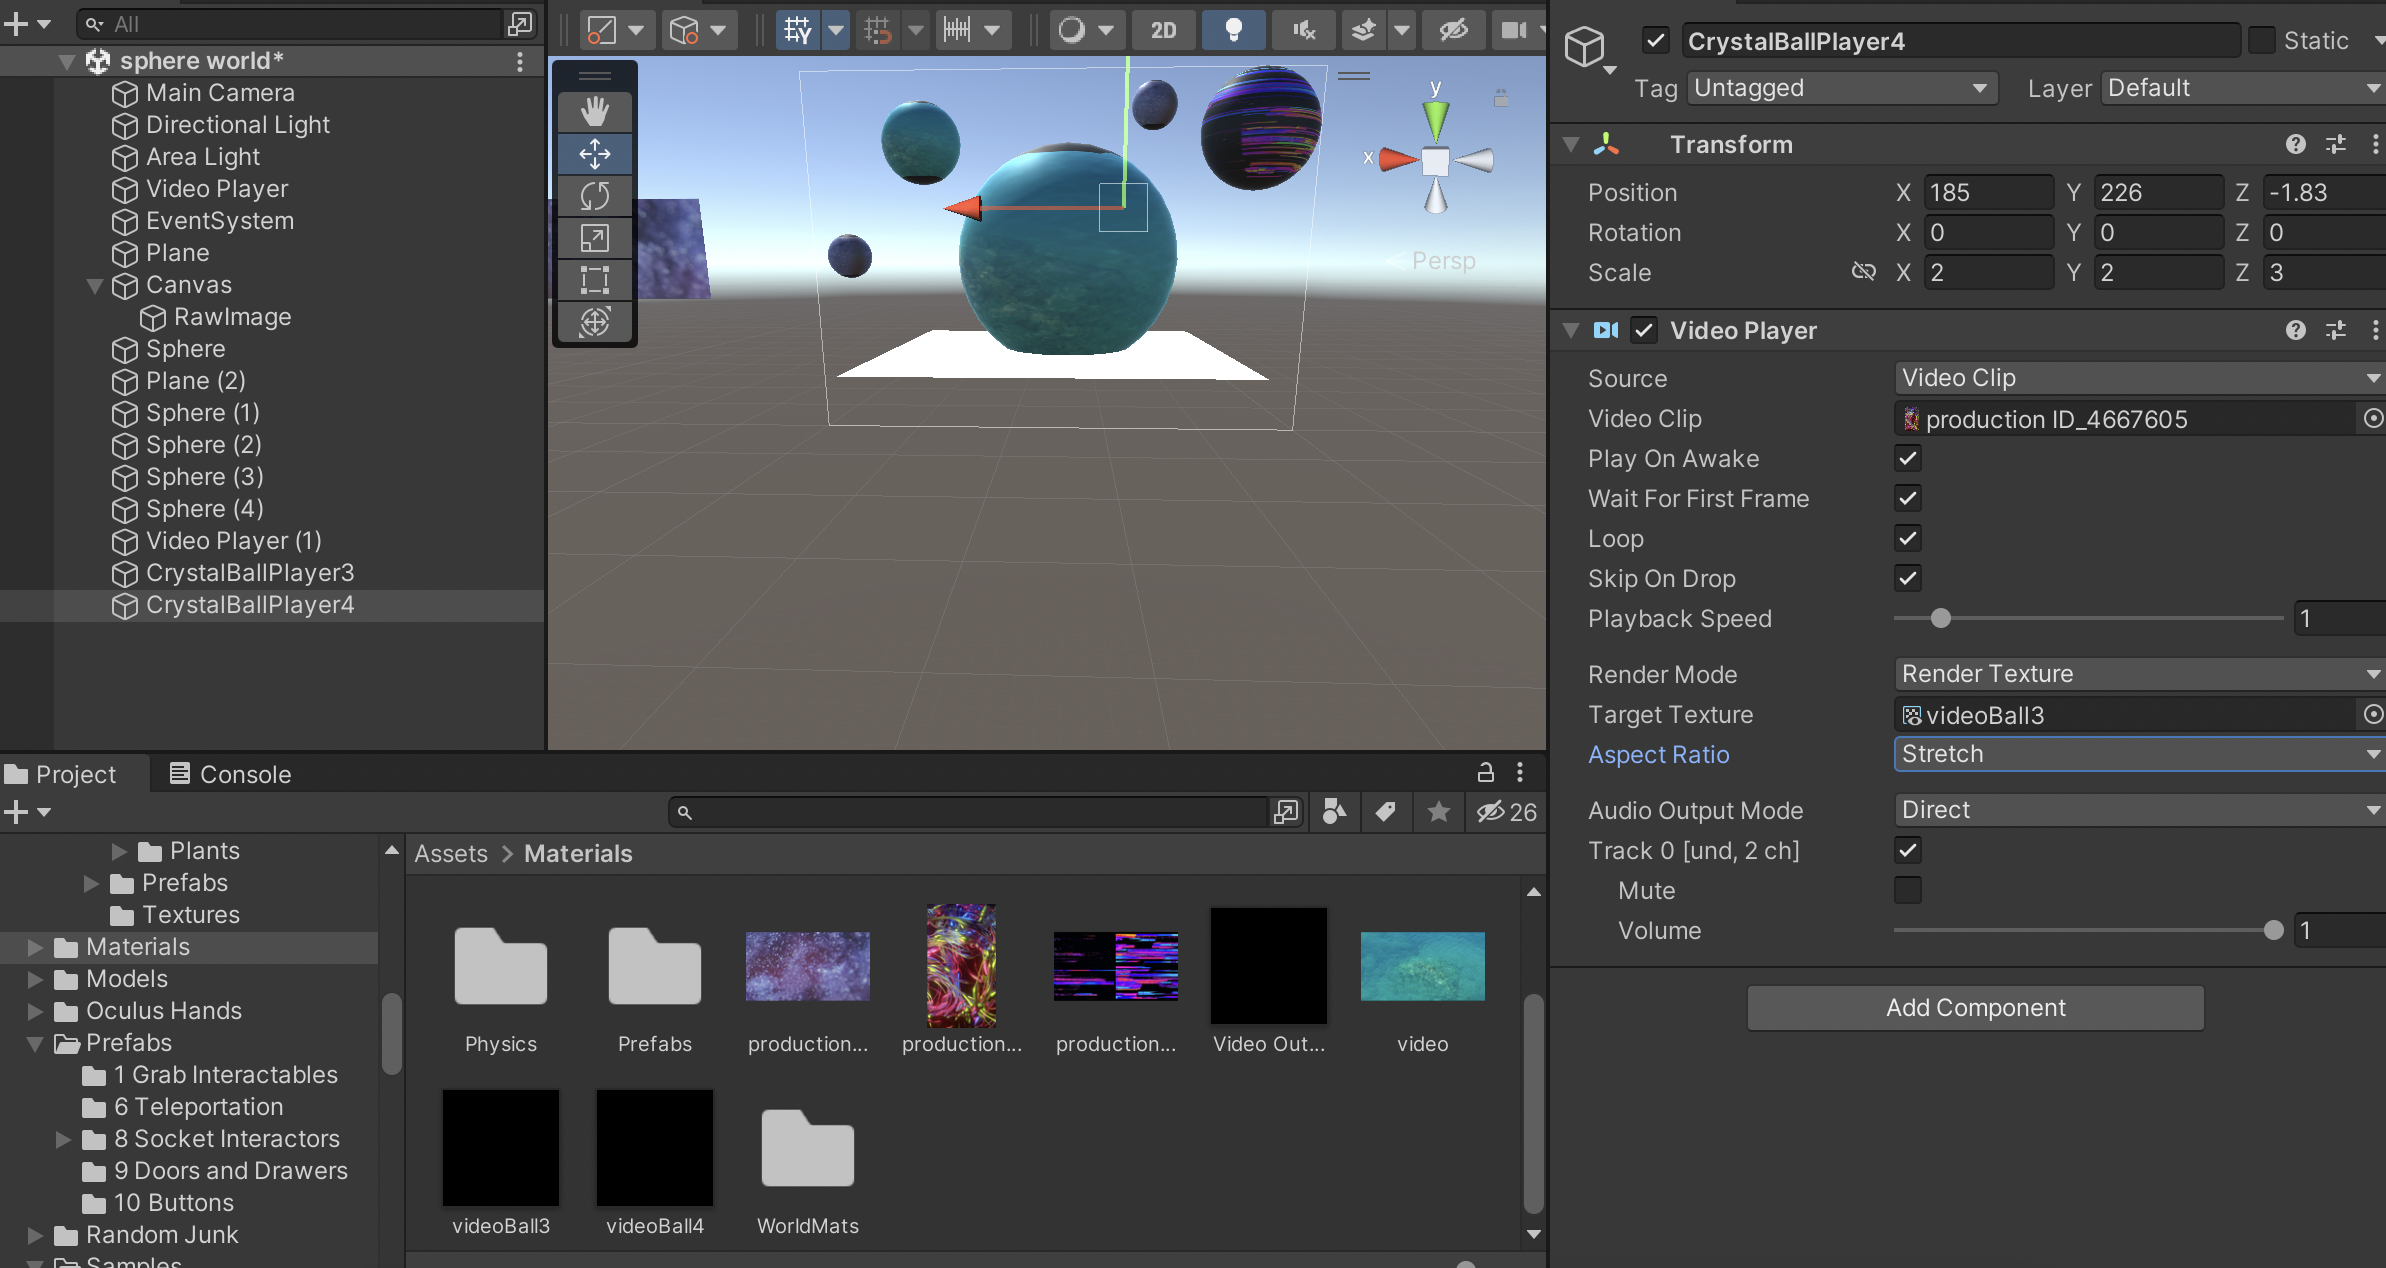 All
sphere world*
Main Camera
Directional Light
Area Light
Video Player
EventSystem
Plane
Canvas
RawImage
Sphere
Plane (2)
Sphere (1)
Sphere (2)
Sphere (3)
Sphere (4)
Video Player (1)
CrystalBallPlayer3
CrystalBallPlayer4
2D
y
x
Persp
CrystalBallPlayer4
Static
Tag Untagged Layer Default
Transform
Position X 185 Y 226 Z -1.83
Rotation X 0 Y 0 Z 0
Scale X 2 Y 2 Z 3
Video Player
Source Video Clip
Video Clip production ID_4667605
Play On Awake
Wait For First Frame
Loop
Skip On Drop
Playback Speed 1
Render Mode Render Texture
Target Texture videoBall3
Aspect Ratio Stretch
Audio Output Mode Direct
Track 0 [und, 2 ch]
Mute
Volume 1
Add Component
Project Console
26
Plants
Prefabs
Textures
Materials
Models
Oculus Hands
Prefabs
1 Grab Interactables
6 Teleportation
8 Socket Interactors
9 Doors and Drawers
10 Buttons
Random Junk
Samples
Assets > Materials
Physics Prefabs production... production... production... Video Out... video
videoBall3 videoBall4 WorldMats